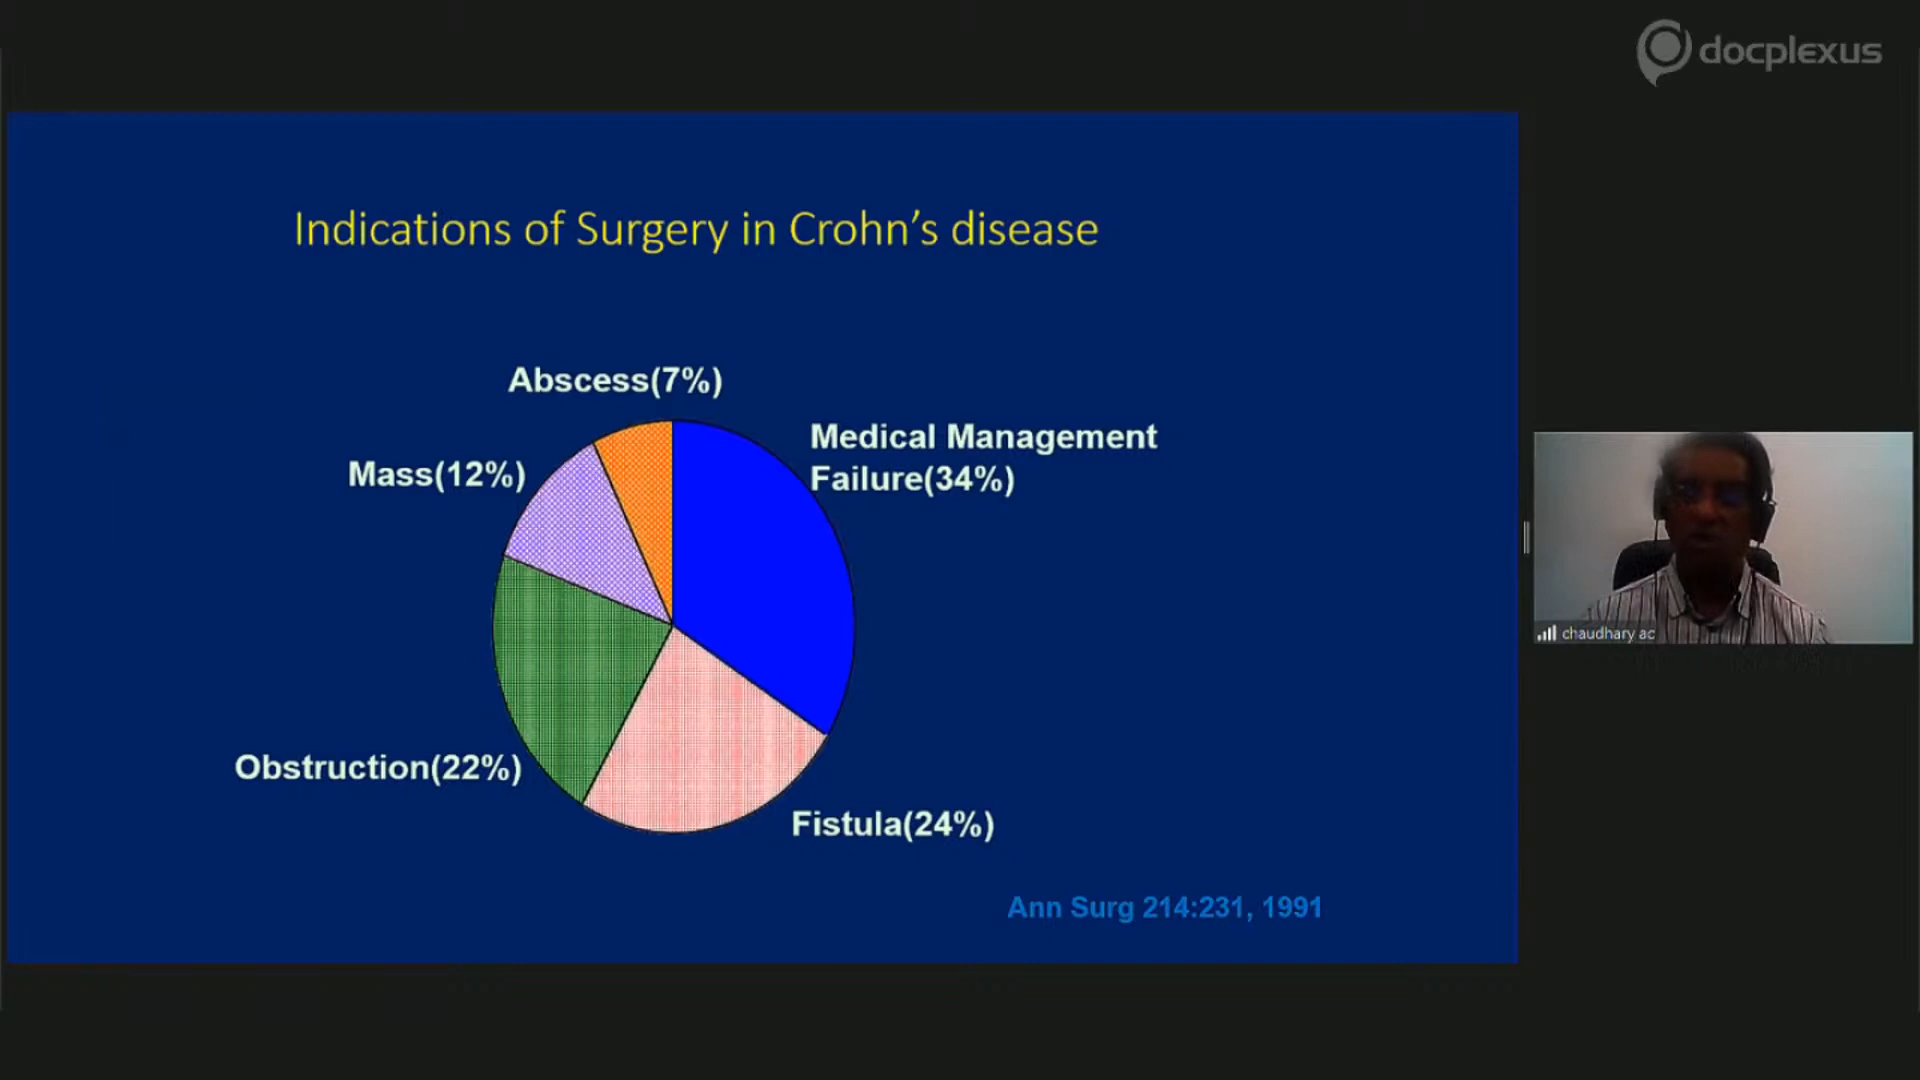 docplexus
Indications of Surgery in Crohn’s disease
Abscess(7%)
Medical Management
Failure(34%)
Mass(12%)
Obstruction(22%)
Fistula(24%)
Ann Surg 214:231, 1991
chaudhary ac